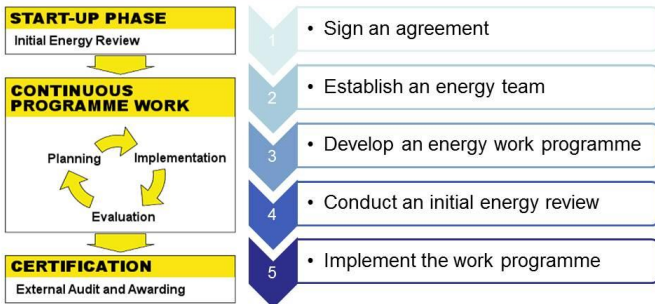 START-UP PHASE
Initial Energy Review
CONTINUOUS
PROGRAMME WORK
Planning
Implementation
Evaluation
CERTIFICATION
External Audit and Awarding
1
• Sign an agreement
2
• Establish an energy team
3
• Develop an energy work programme
4
• Conduct an initial energy review
5
• Implement the work programme